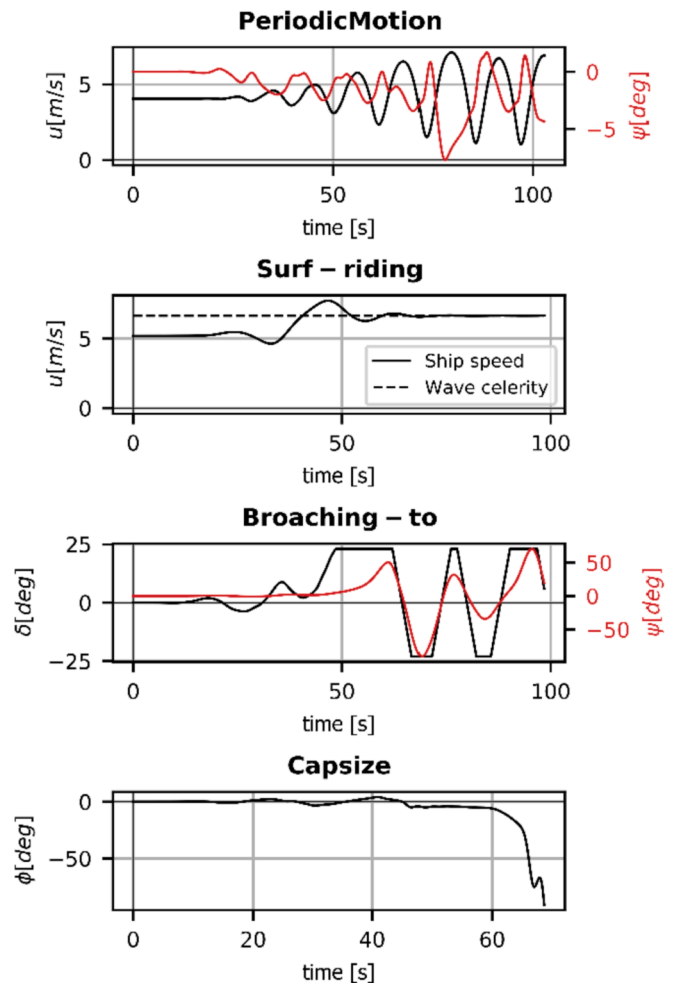 PeriodicMotion
u[m/s]
5
0
0
−5
ψ[deg]
0
50
100
time [s]
Surf − riding
u[m/s]
5
0
Ship speed
Wave celerity
0
50
100
time [s]
Broaching − to
δ[deg]
25
0
−25
50
0
−50
ψ[deg]
0
50
100
time [s]
Capsize
ϕ[deg]
0
−50
0
20
40
60
time [s]